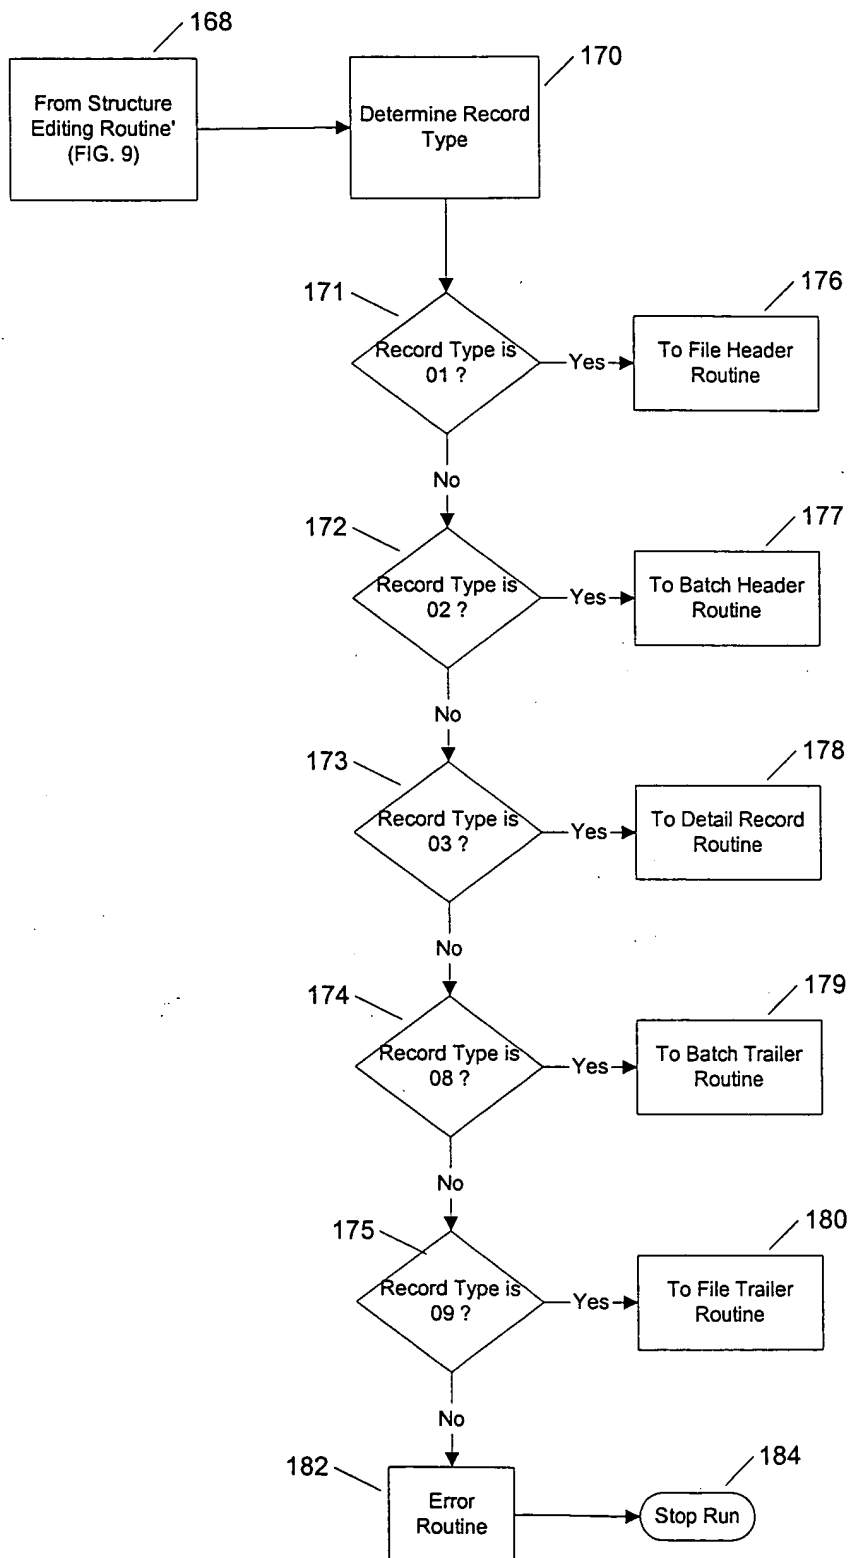 168
From Structure
Editing Routine'
(FIG. 9)
170
Determine Record
Type
171
Record Type is
01 ?
Yes
176
To File Header
Routine
No
172
Record Type is
02 ?
Yes
177
To Batch Header
Routine
No
173
Record Type is
03 ?
Yes
178
To Detail Record
Routine
No
174
Record Type is
08 ?
Yes
179
To Batch Trailer
Routine
No
175
Record Type is
09 ?
Yes
180
To File Trailer
Routine
No
182
Error
Routine
184
Stop Run